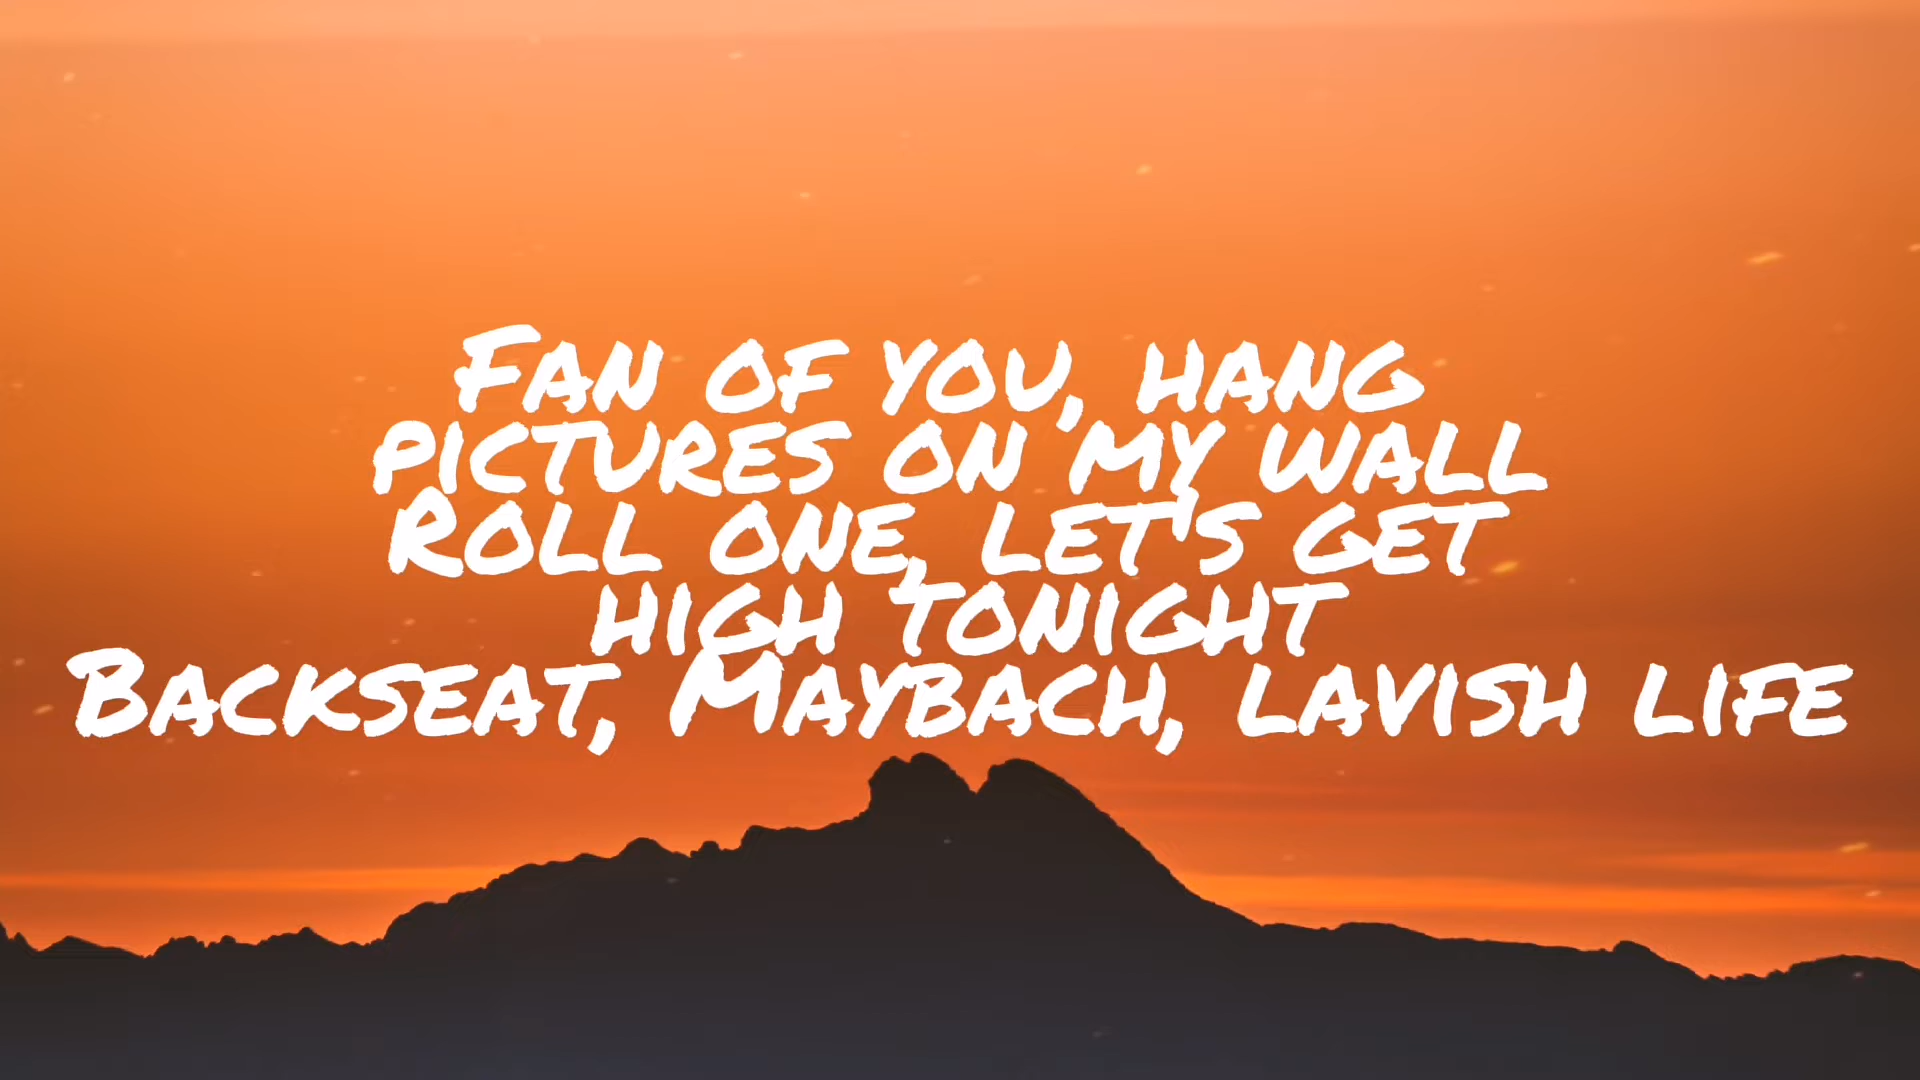 Fan of you, hang
pictures on my wall
Roll one, let's get
high tonight
Backseat, Maybach, lavish life